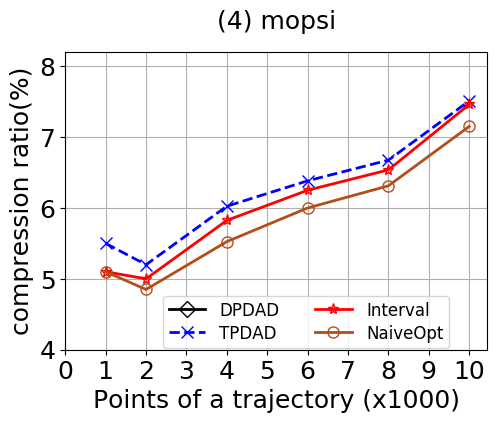 (4) mopsi
compression ratio(%)
8
7
6
5
4
DPDAD
TPDAD
Interval
NaiveOpt
0 1 2 3 4 5 6 7 8 9 10
Points of a trajectory (x1000)